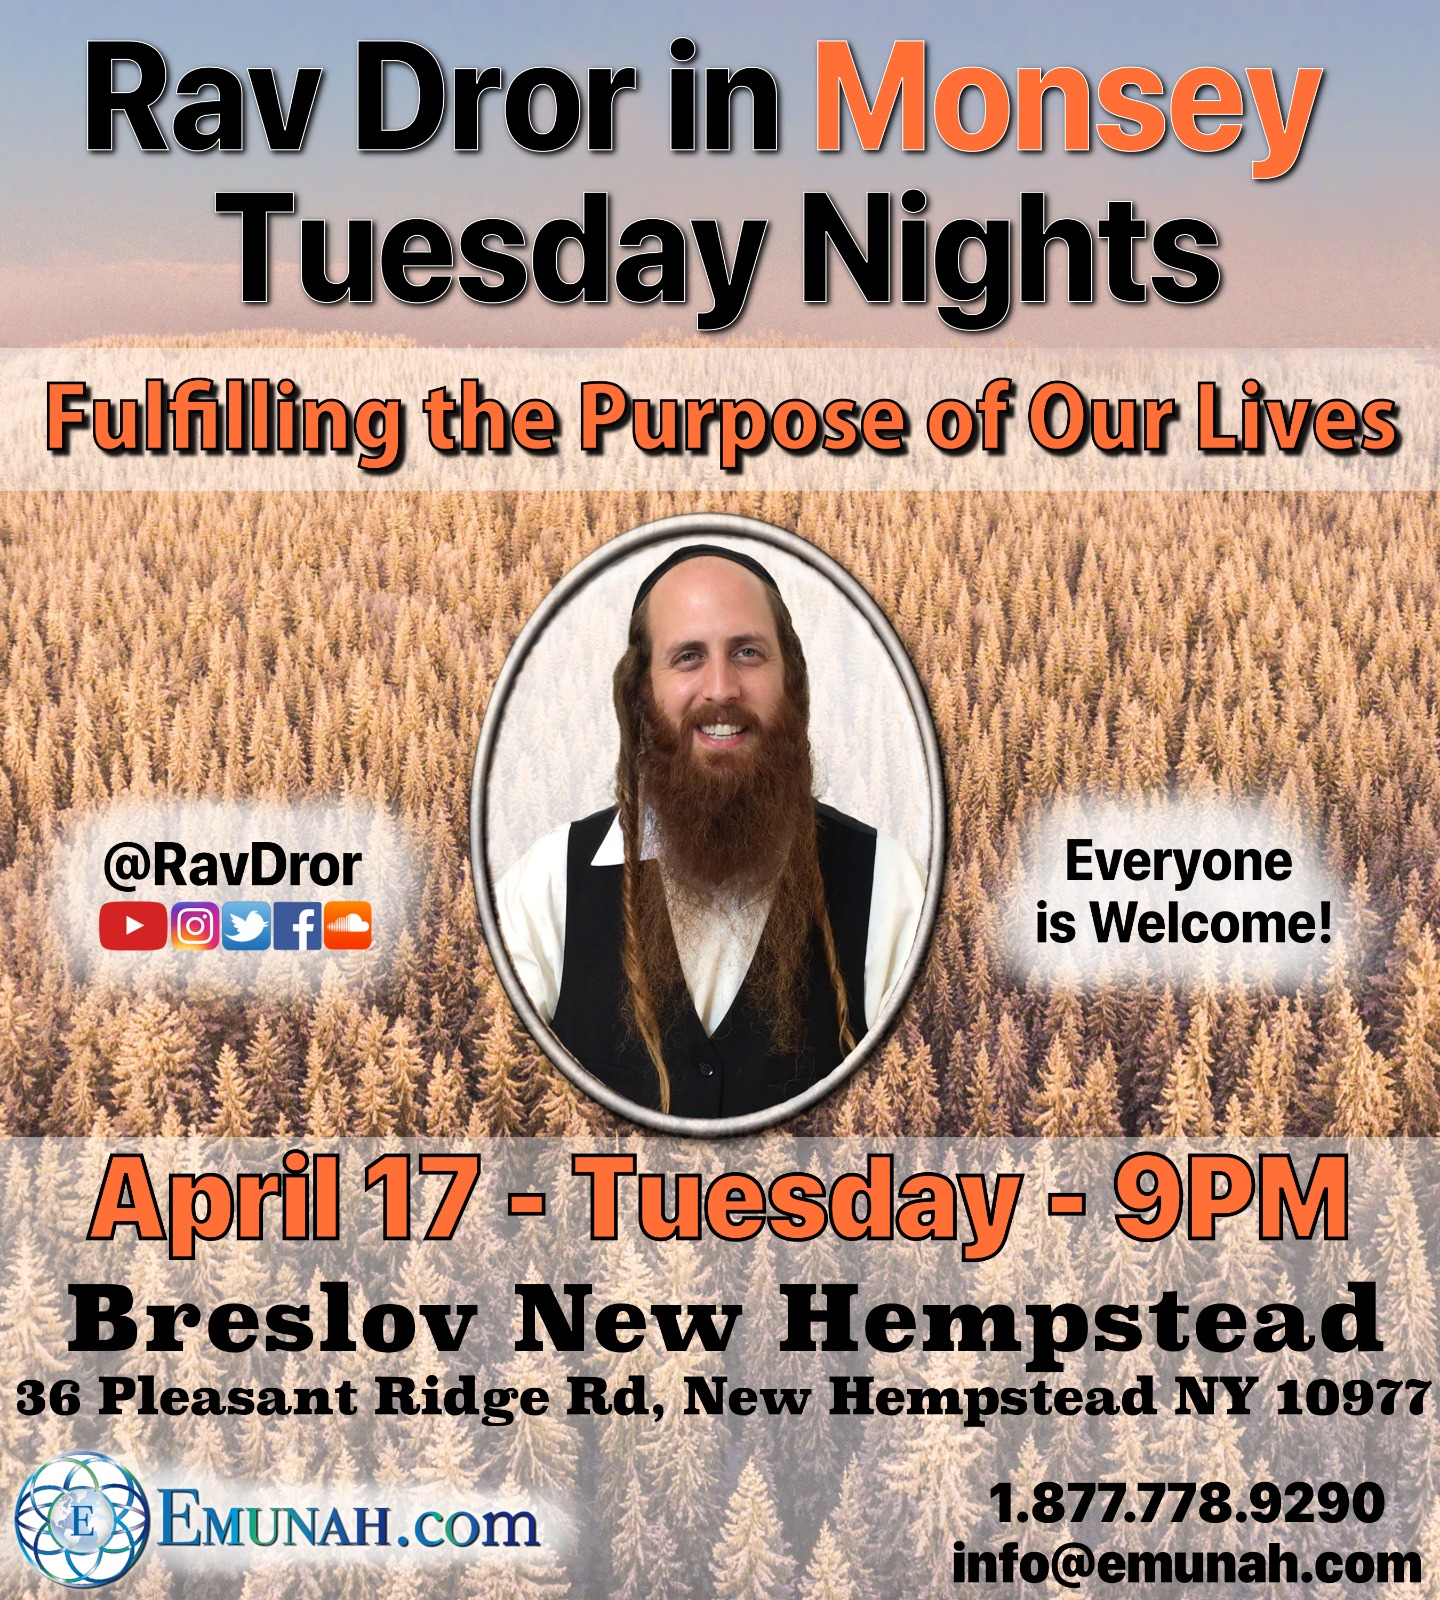 Rav Dror in Monsey
Tuesday Nights
Fulfilling the Purpose of Our Lives
@RavDror
Everyone
is Welcome!
April 17 - Tuesday - 9PM
Breslov New Hempstead
36 Pleasant Ridge Rd, New Hempstead NY 10977
E EMUNAH.com
1.877.778.9290
info@emunah.com